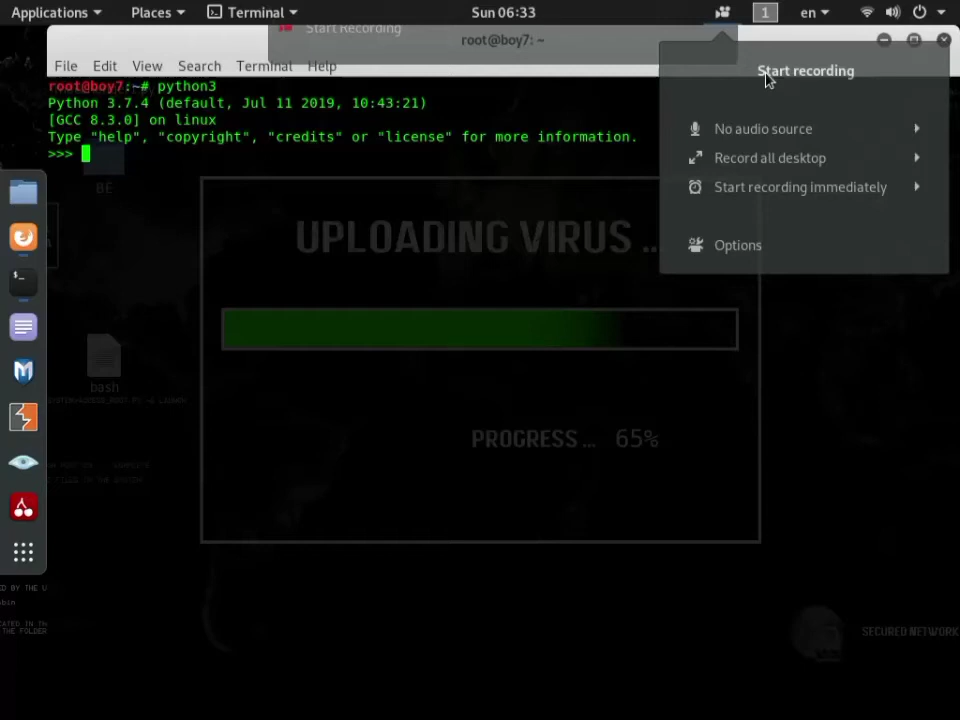 Applications Places Terminal Sun 06:33 1 en
Start Recording
root@boy7: ~
File Edit View Search Terminal Help
root@boy7:~# python3
Python 3.7.4 (default, Jul 11 2019, 10:43:21)
[GCC 8.3.0] on linux
Type "help", "copyright", "credits" or "license" for more information.
>>>
Start recording
No audio source
Record all desktop
Start recording immediately
Options
BE
UPLOADING VIRUS ...
PROGRESS ... 65%
bash
SECURED NETWORK